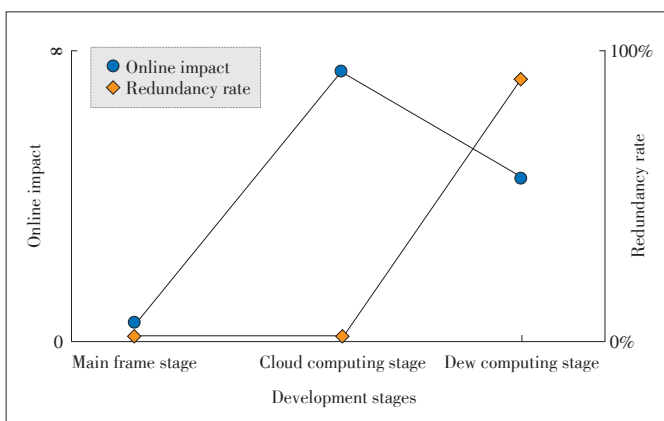 ∞
100%
Online impact
Redundancy rate
Online impact
Redundancy rate
0
0%
Main frame stage
Cloud computing stage
Dew computing stage
Development stages